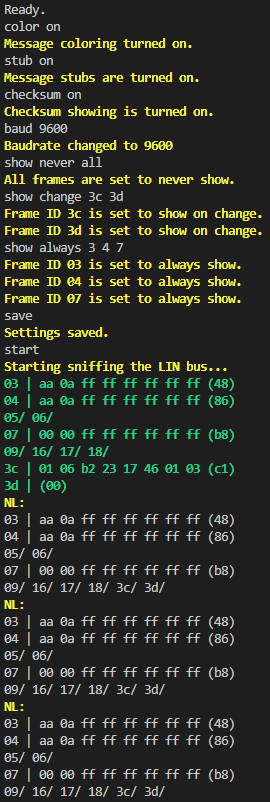 Ready.
color on
Message coloring turned on.
stub on
Message stubs are turned on.
checksum on
Checksum showing is turned on.
baud 9600
Baudrate changed to 9600
show never all
All frames are set to never show.
show change 3c 3d
Frame ID 3c is set to show on change.
Frame ID 3d is set to show on change.
show always 3 4 7
Frame ID 03 is set to always show.
Frame ID 04 is set to always show.
Frame ID 07 is set to always show.
save
Settings saved.
start
Starting sniffing the LIN bus...
03 | aa 0a ff ff ff ff ff ff (48)
04 | aa 0a ff ff ff ff ff ff (86)
05/ 06/
07 | 00 00 ff ff ff ff ff ff (b8)
09/ 16/ 17/ 18/
3c | 01 06 b2 23 17 46 01 03 (c1)
3d | (00)
NL:
03 | aa 0a ff ff ff ff ff ff (48)
04 | aa 0a ff ff ff ff ff ff (86)
05/ 06/
07 | 00 00 ff ff ff ff ff ff (b8)
09/ 16/ 17/ 18/ 3c/ 3d/
NL:
03 | aa 0a ff ff ff ff ff ff (48)
04 | aa 0a ff ff ff ff ff ff (86)
05/ 06/
07 | 00 00 ff ff ff ff ff ff (b8)
09/ 16/ 17/ 18/ 3c/ 3d/
NL:
03 | aa 0a ff ff ff ff ff ff (48)
04 | aa 0a ff ff ff ff ff ff (86)
05/ 06/
07 | 00 00 ff ff ff ff ff ff (b8)
09/ 16/ 17/ 18/ 3c/ 3d/